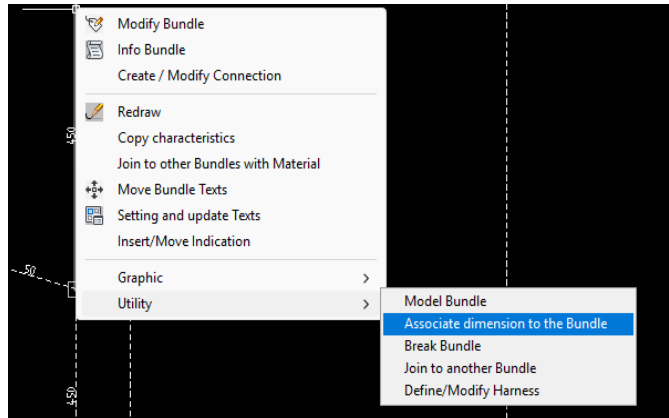 Modify Bundle
Info Bundle
Create / Modify Connection
Redraw
450
Copy characteristics
Join to other Bundles with Material
Move Bundle Texts
Setting and update Texts
Insert/Move Indication
50
Graphic
Utility
Model Bundle
Associate dimension to the Bundle
Break Bundle
Join to another Bundle
450
Define/Modify Harness